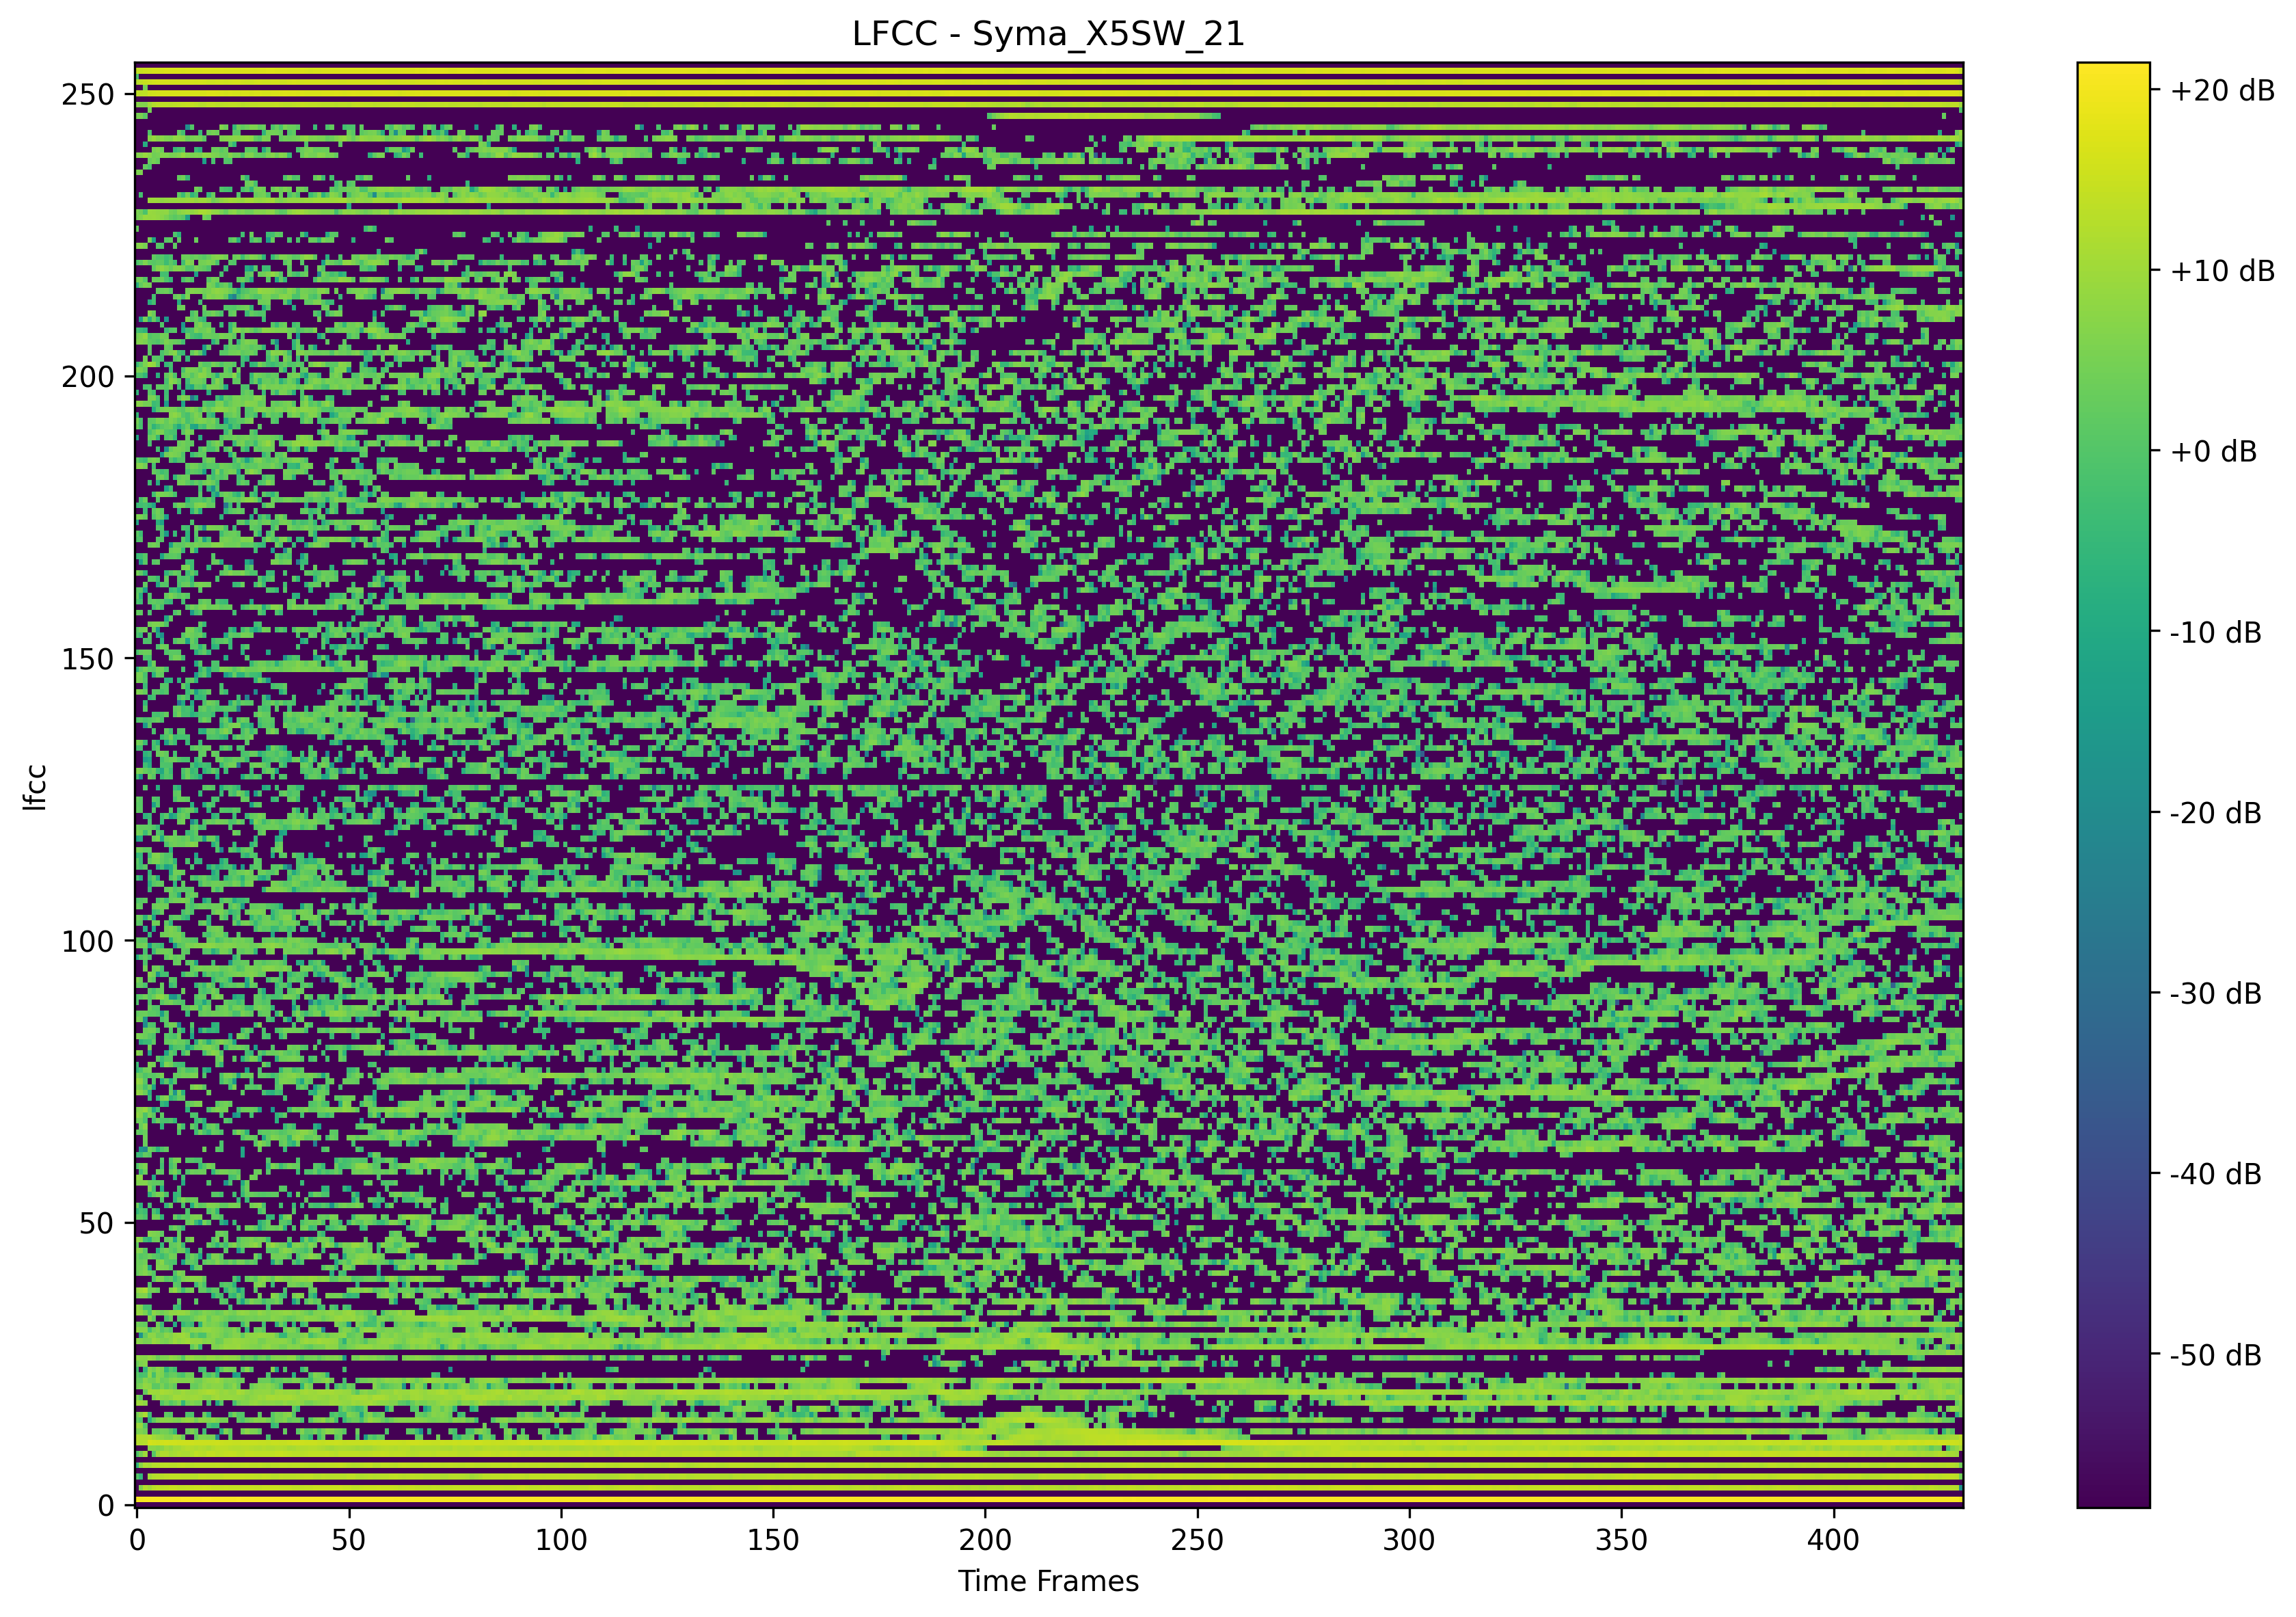 LFCC - Syma_X5SW_21
lfcc
250
200
150
100
50
0
0 50 100 150 200 250 300 350 400
Time Frames
+20 dB
+10 dB
+0 dB
-10 dB
-20 dB
-30 dB
-40 dB
-50 dB